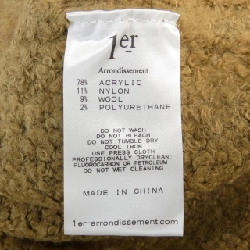 1er
Arrondissement
78% ACRYLIC
11% NYLON
9% WOOL
2% POLYURETHANE
DO NOT WASH
DO NOT BLEACH
DO NOT TUMBLE DRY
COOL IRON
USE PRESS CLOTH
PROFESSIONALLY DRYCLEAN
FLUOROCARBON OR PETROLEUM
DO NOT WET CLEANING
MADE IN CHINA
1er-arrondissement.com